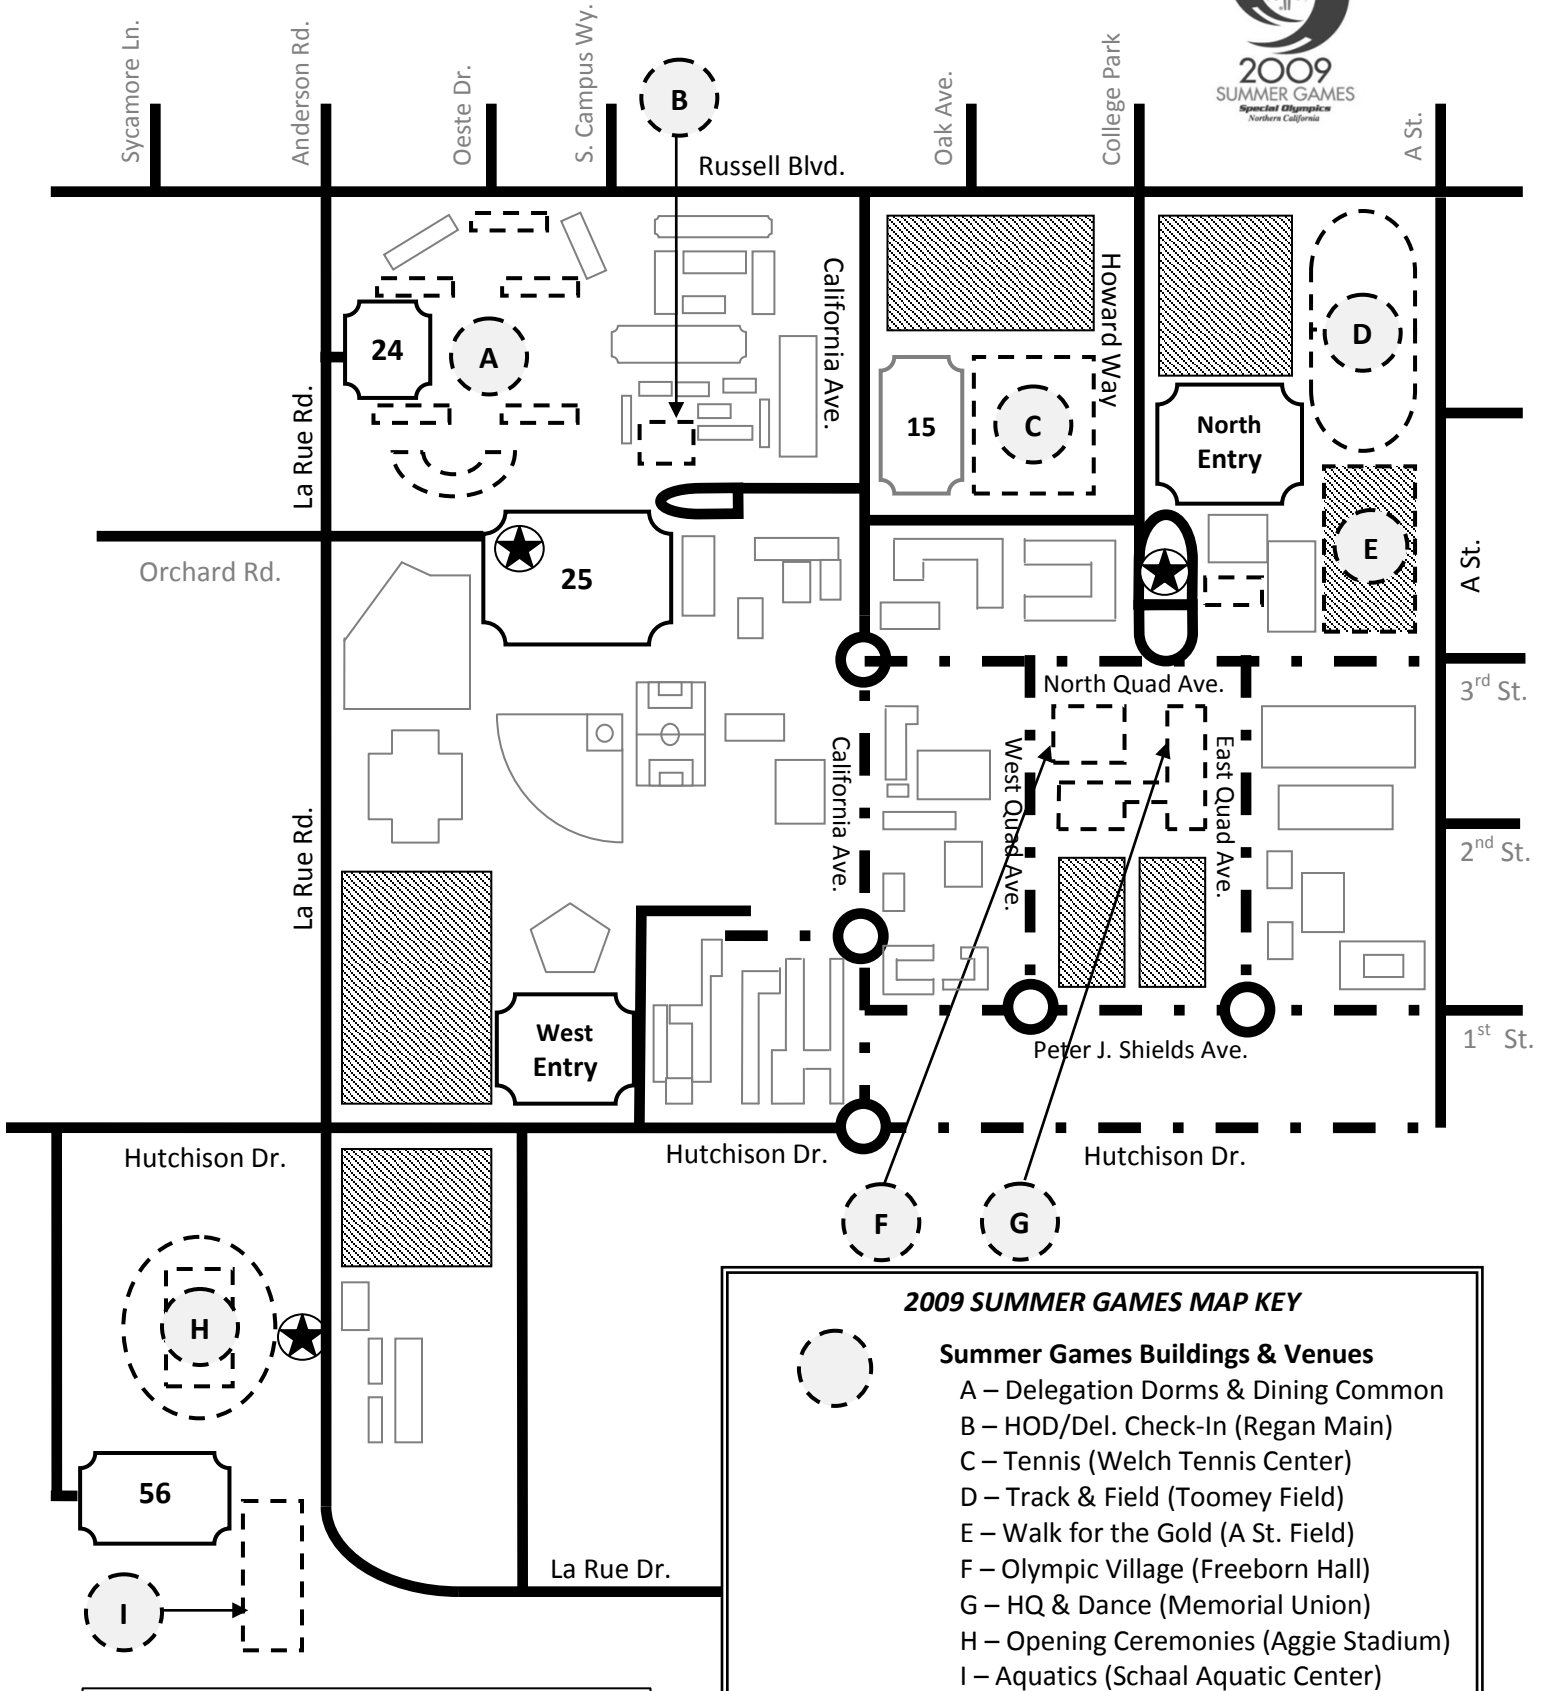 2009
SUMMER GAMES
Special Olympics
Northern California
Sycamore Ln.
Anderson Rd.
Oeste Dr.
S. Campus Wy.
Oak Ave.
College Park
A St.
B
Russell Blvd.
California Ave.
Howard Way
D
24
A
La Rue Rd.
15
C
North
Entry
E
A St.
Orchard Rd.
25
North Quad Ave.
3rd St.
California Ave.
West Quad Ave.
East Quad Ave.
La Rue Rd.
2nd St.
West
Entry
1st St.
Peter J. Shields Ave.
Hutchison Dr.
Hutchison Dr.
Hutchison Dr.
F
G
H
56
La Rue Dr.
I
2009 SUMMER GAMES MAP KEY
Summer Games Buildings & Venues
A – Delegation Dorms & Dining Common
B – HOD/Del. Check-In (Regan Main)
C – Tennis (Welch Tennis Center)
D – Track & Field (Toomey Field)
E – Walk for the Gold (A St. Field)
F – Olympic Village (Freeborn Hall)
G – HQ & Dance (Memorial Union)
H – Opening Ceremonies (Aggie Stadium)
I – Aquatics (Schaal Aquatic Center)